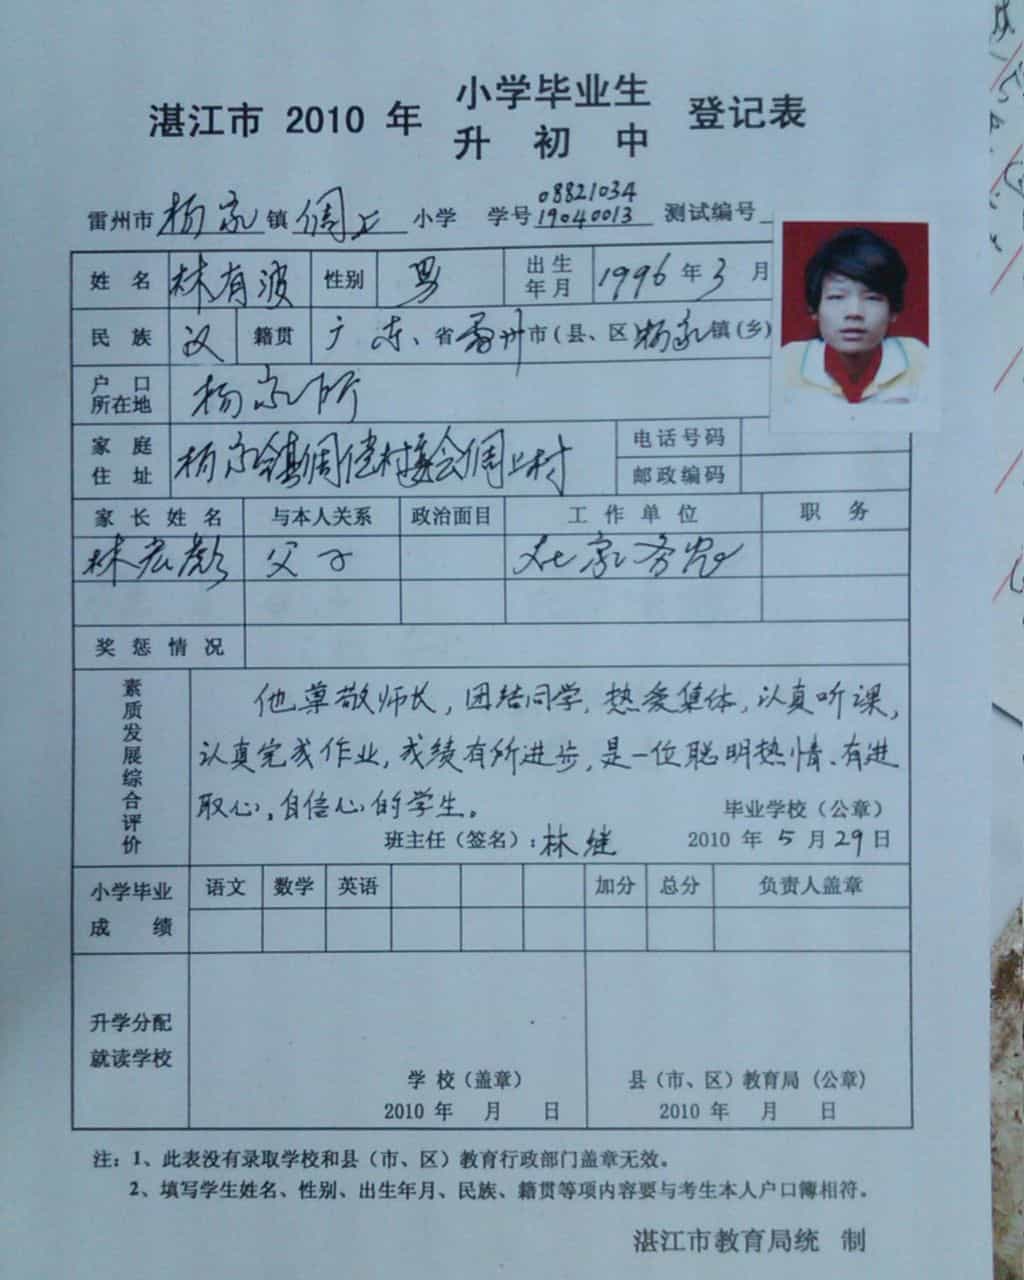 湛江市 2010 年 小学毕业生 登记表
升 初 中
08821034
雷州市杨家镇倜上小学 学号19040013 测试编号
姓 名 林有波 性别 男 出生年月 1996年3月
民 族 汉 籍贯 广东、省雷州市(县、区)杨家镇(乡)
户 口所在地 杨家所
家 庭住 址 杨家镇 村委会 上村 电话号码
邮政编码
家长姓名 与本人关系 政治面目 工作单位 职 务
林宏彪 父子 在家务农
奖惩情况
素质发展综合评价
他尊敬师长,团结同学,热爱集体,认真听课,
认真完成作业,成绩有所进步,是一位聪明热情、有进
取心,自信心的学生。 毕业学校(公章)
班主任(签名):林继 2010 年 5 月 29 日
小学毕业成 绩 语文 数学 英语 加分 总分 负责人盖章
升学分配
就读学校
学 校(盖章) 县(市、区)教育局(公章)
2010 年 月 日 2010 年 月 日
注:1、此表没有录取学校和县(市、区)教育行政部门盖章无效。
2、填写学生姓名、性别、出生年月、民族、籍贯等项内容要与考生本人户口簿相符。
湛江市教育局统 制